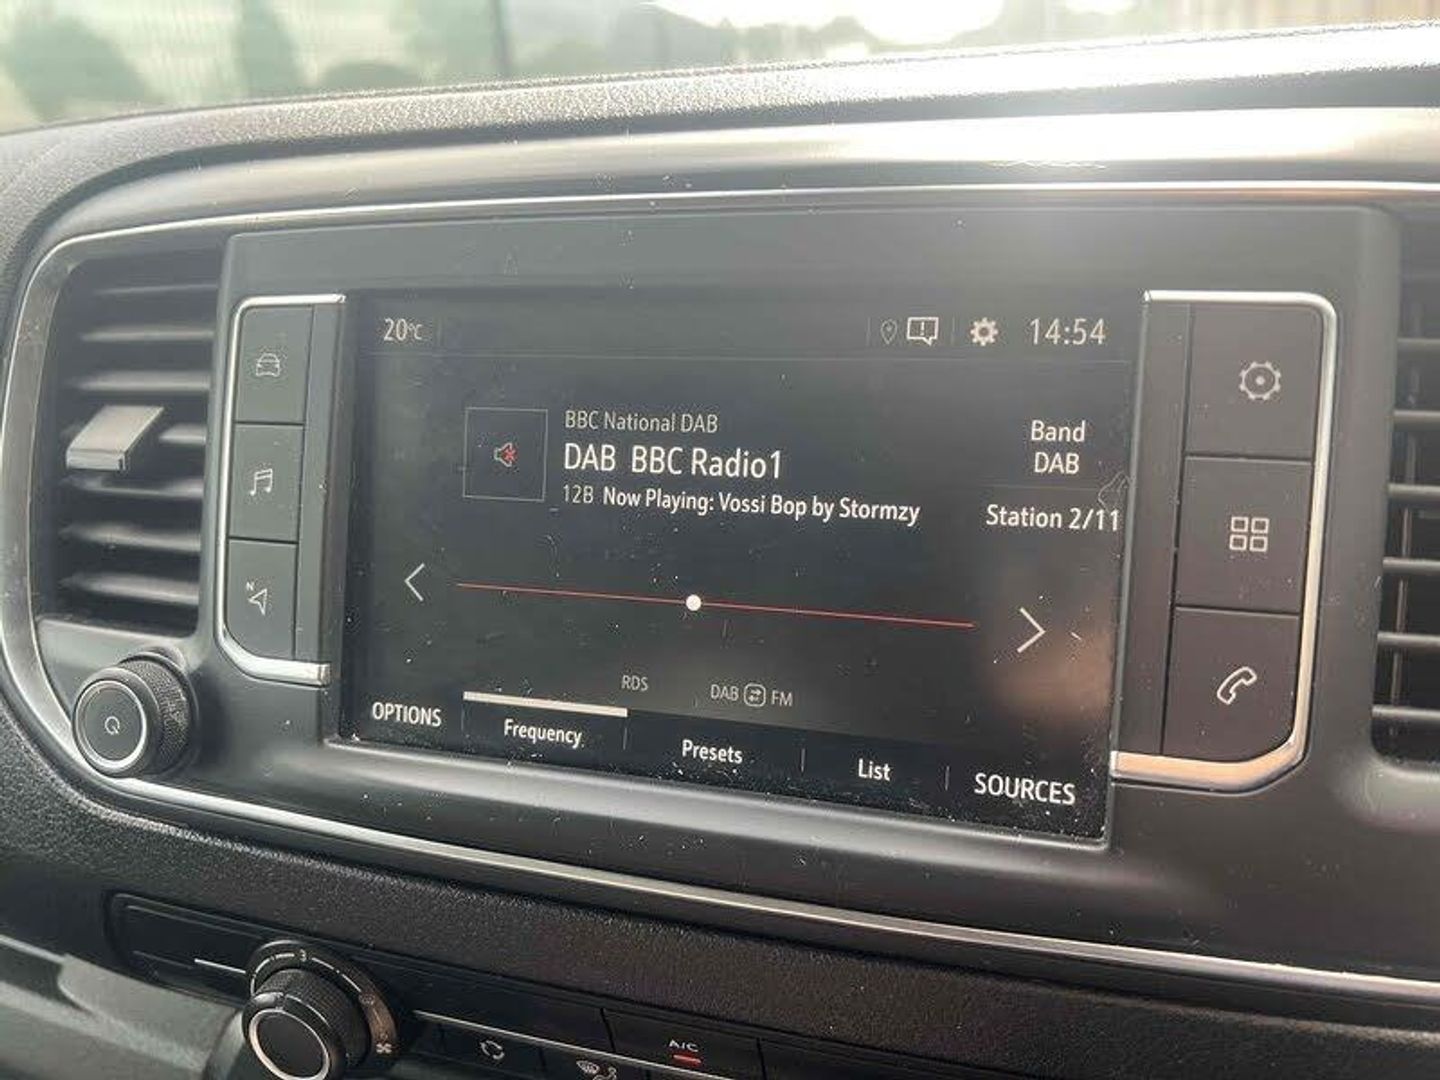 20°C
14:54
BBC National DAB
DAB BBC Radio1
12B Now Playing: Vossi Bop by Stormzy
Band
DAB
Station 2/11
RDS
DAB FM
OPTIONS
Frequency
Presets
List
SOURCES
N
3
A/C